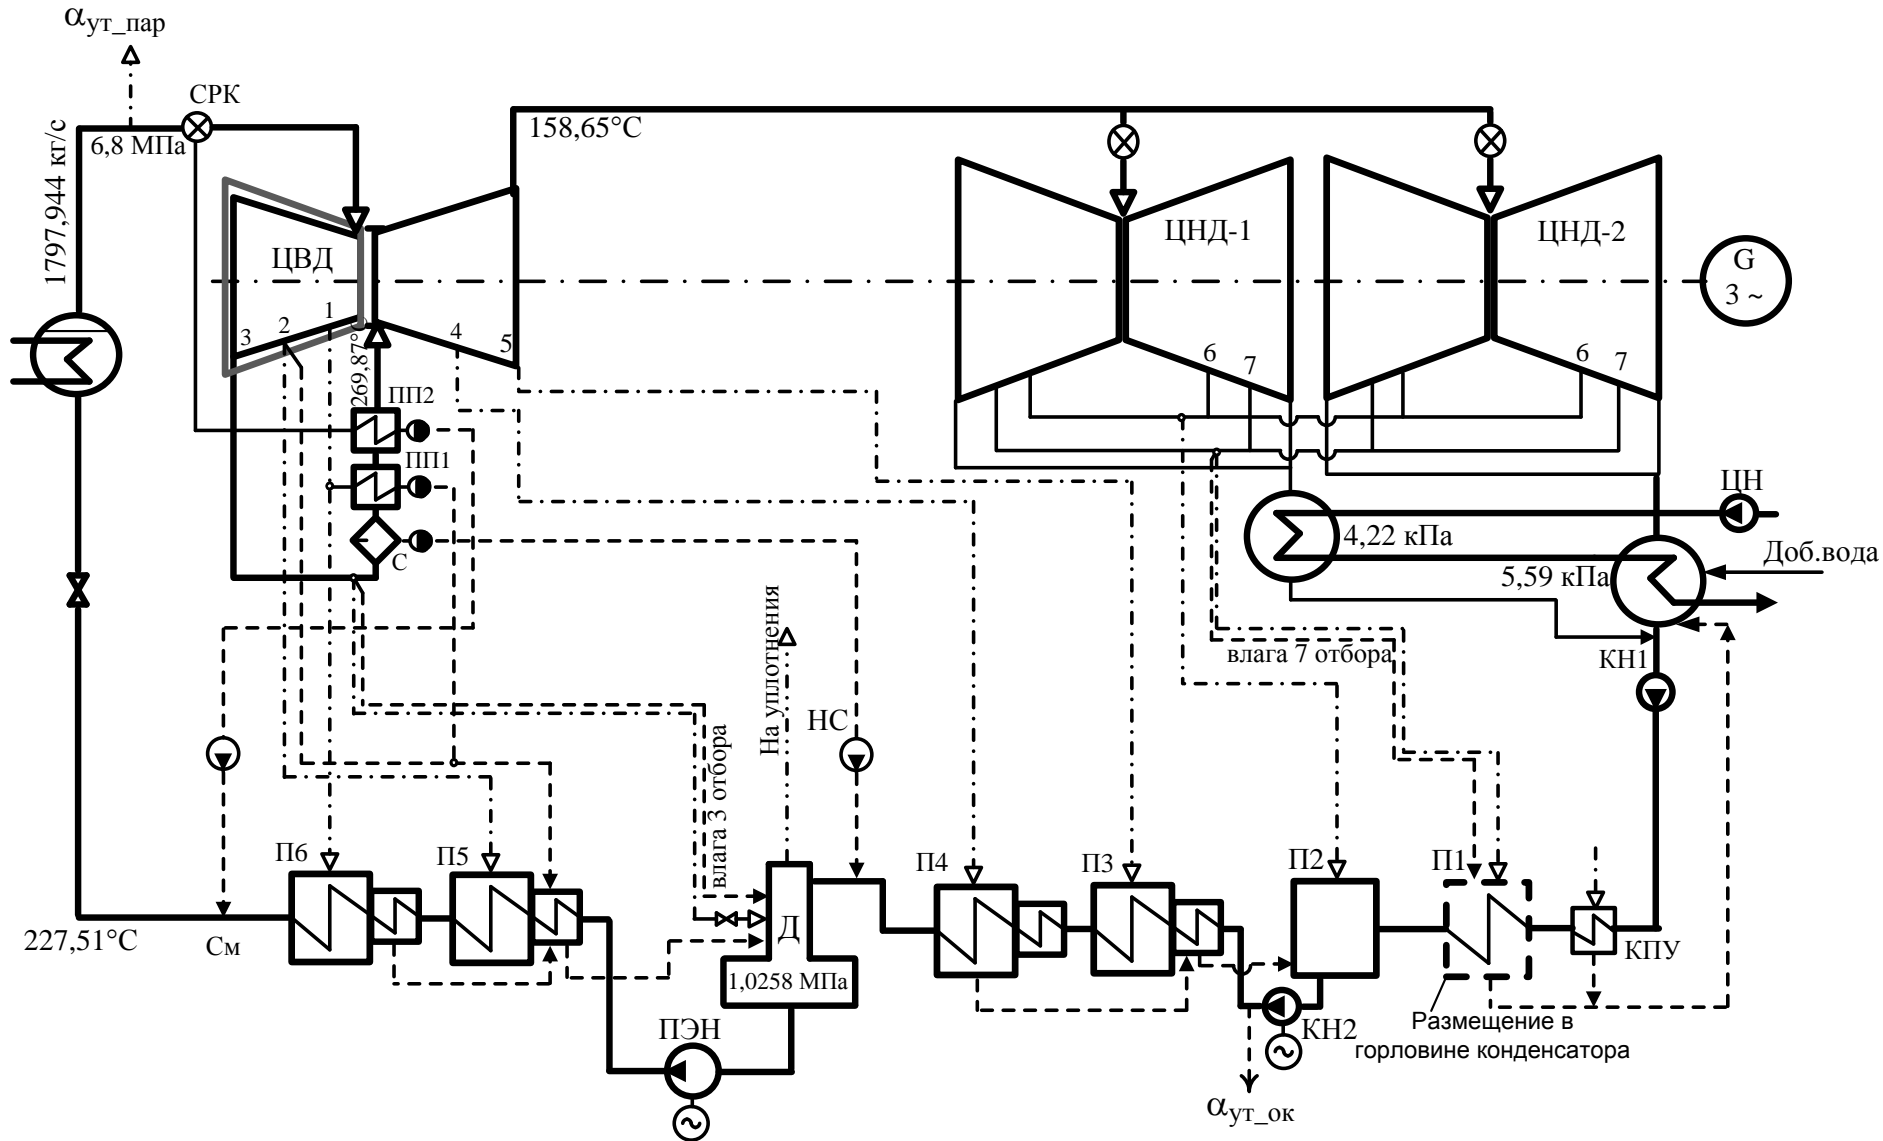 αут_пар
СРК
6,8 МПа
1797,944 кг/с
158,65°С
ЦВД
ЦНД-1
ЦНД-2
G
3 ~
1
2
3
4
5
6
7
6
7
269,87°С
ПП2
ПП1
С
ЦН
4,22 кПа
5,59 кПа
Доб.вода
КН1
влага 7 отбора
На уплотнения
НС
влага 3 отбора
П6
П5
Д
П4
П3
П2
П1
КПУ
227,51°С
См
1,0258 МПа
ПЭН
КН2
Размещение в
горловине конденсатора
αут_ок